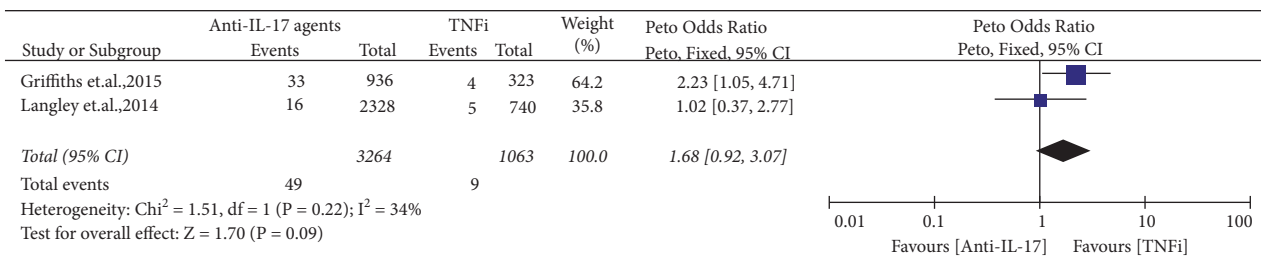 Anti-IL-17 agents TNFi Weight Peto Odds Ratio Peto Odds Ratio
Study or Subgroup Events Total Events Total (%) Peto, Fixed, 95% CI Peto, Fixed, 95% CI
Griffiths et.al.,2015 33 936 4 323 64.2 2.23 [1.05, 4.71]
Langley et.al.,2014 16 2328 5 740 35.8 1.02 [0.37, 2.77]
Total (95% CI) 3264 1063 100.0 1.68 [0.92, 3.07]
Total events 49 9
Heterogeneity: Chi² = 1.51, df = 1 (P = 0.22); I² = 34%
Test for overall effect: Z = 1.70 (P = 0.09)
0.01 0.1 1 10 100
Favours [Anti-IL-17] Favours [TNFi]